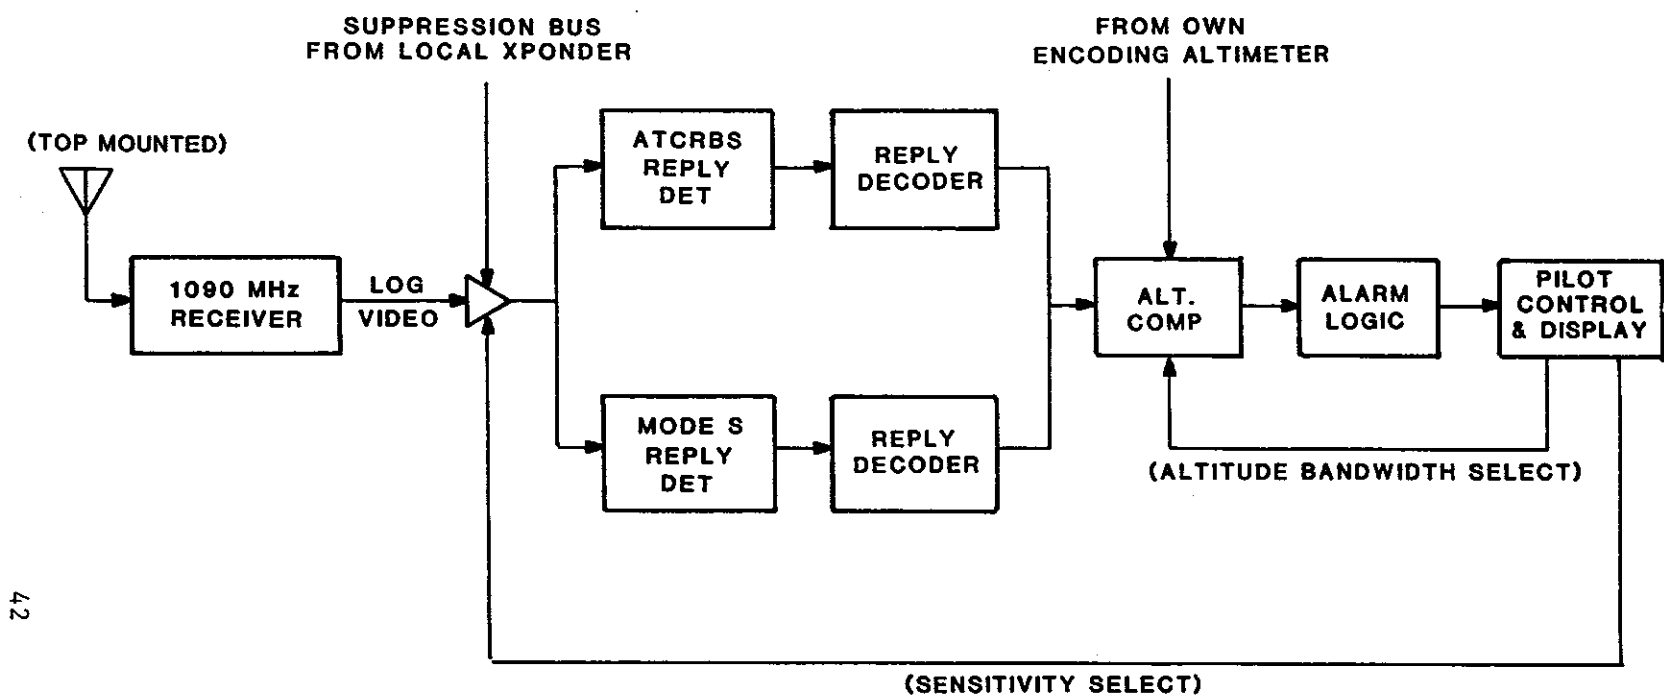 SUPPRESSION BUS
FROM LOCAL XPONDER
FROM OWN
ENCODING ALTIMETER
(TOP MOUNTED)
ATCRBS
REPLY
DET
REPLY
DECODER
1090 MHz
RECEIVER
LOG
VIDEO
ALT.
COMP
ALARM
LOGIC
PILOT
CONTROL
& DISPLAY
MODE S
REPLY
DET
REPLY
DECODER
(ALTITUDE BANDWIDTH SELECT)
(SENSITIVITY SELECT)
42